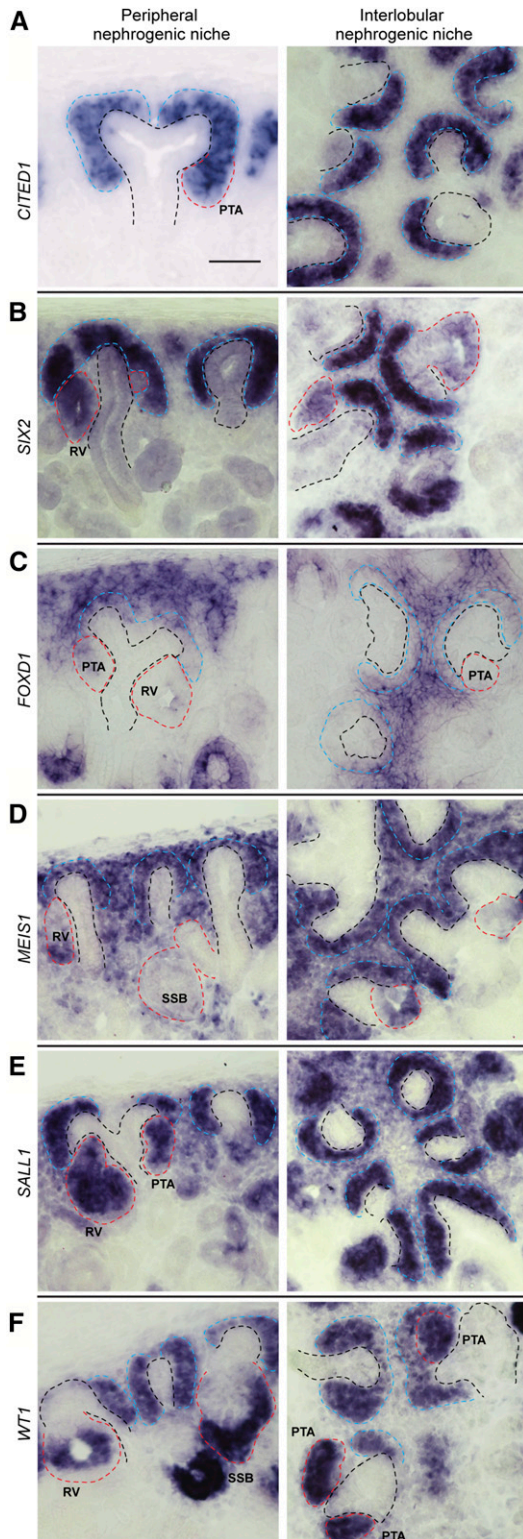 Peripheral
nephrogenic niche
Interlobular
nephrogenic niche
A
CITED1
PTA
B
SIX2
RV
C
FOXD1
PTA
RV
PTA
D
MEIS1
RV
SSB
E
SALL1
PTA
RV
F
WT1
RV
SSB
PTA
PTA
PTA